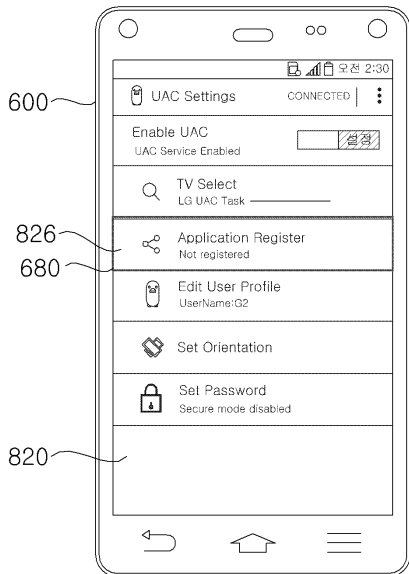 오전 2:30
600
UAC Settings CONNECTED
Enable UAC
설정
UAC Service Enabled
TV Select
LG UAC Task
826
Application Register
Not registered
680
Edit User Profile
UserName:G2
Set Orientation
Set Password
Secure mode disabled
820